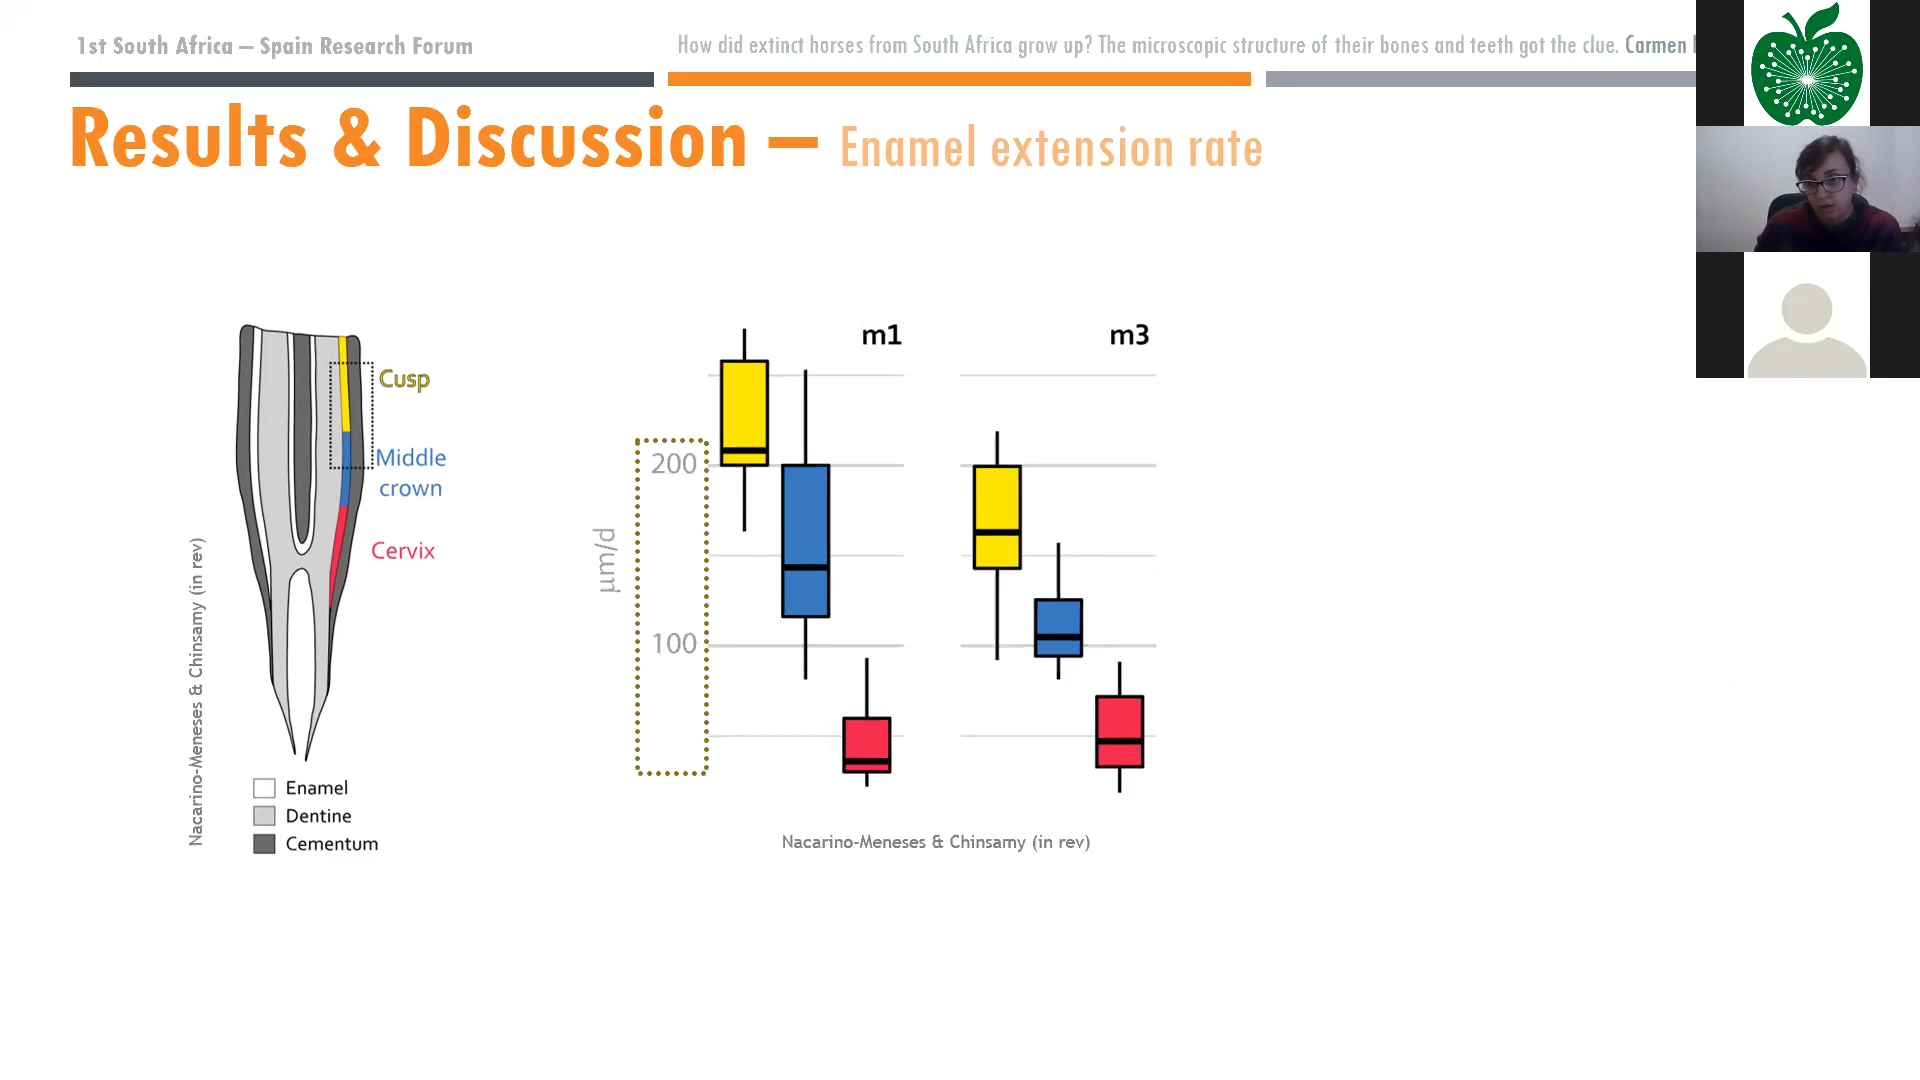 1st South Africa – Spain Research Forum
How did extinct horses from South Africa grow up? The microscopic structure of their bones and teeth got the clue. Carmen
Results & Discussion – Enamel extension rate
Cusp
Middle
crown
Cervix
Nacarino-Meneses & Chinsamy (in rev)
Enamel
Dentine
Cementum
m1
m3
200
100
µm/d
Nacarino-Meneses & Chinsamy (in rev)